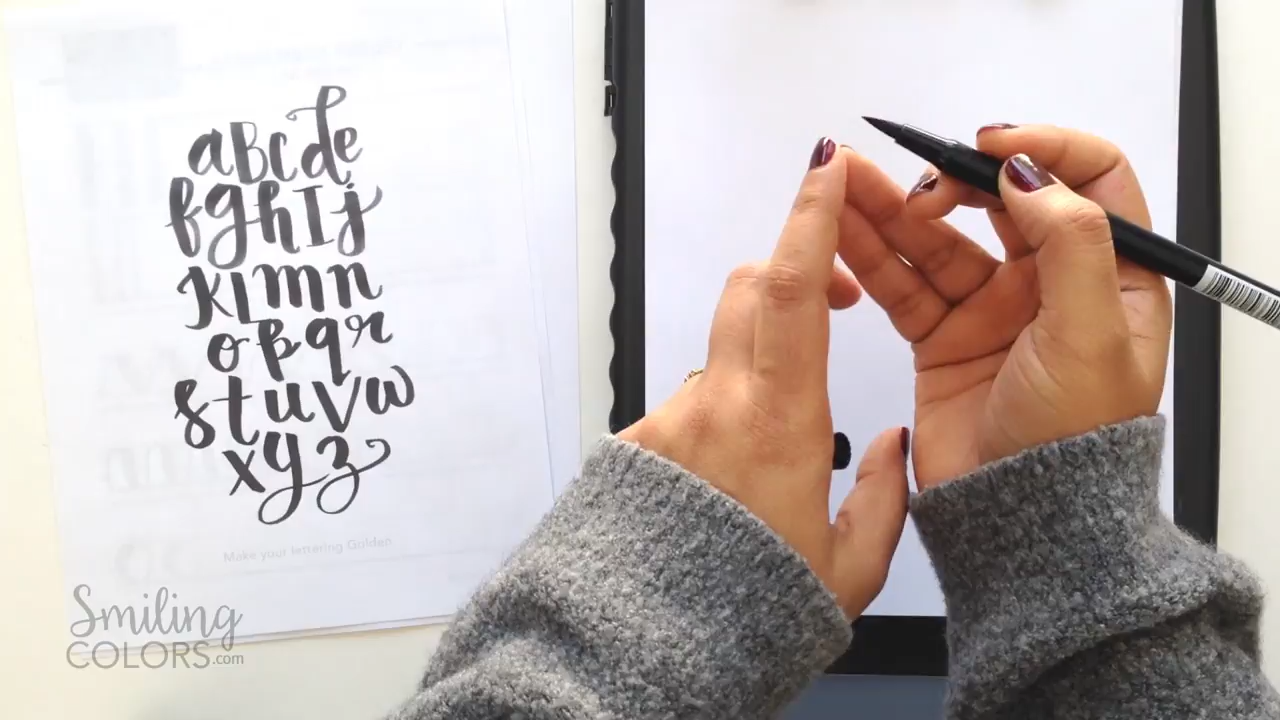 aBcde
fghIj
KLmn
opqr
stuvw
xyz
Make your lettering Golden
Smiling
COLORS.com